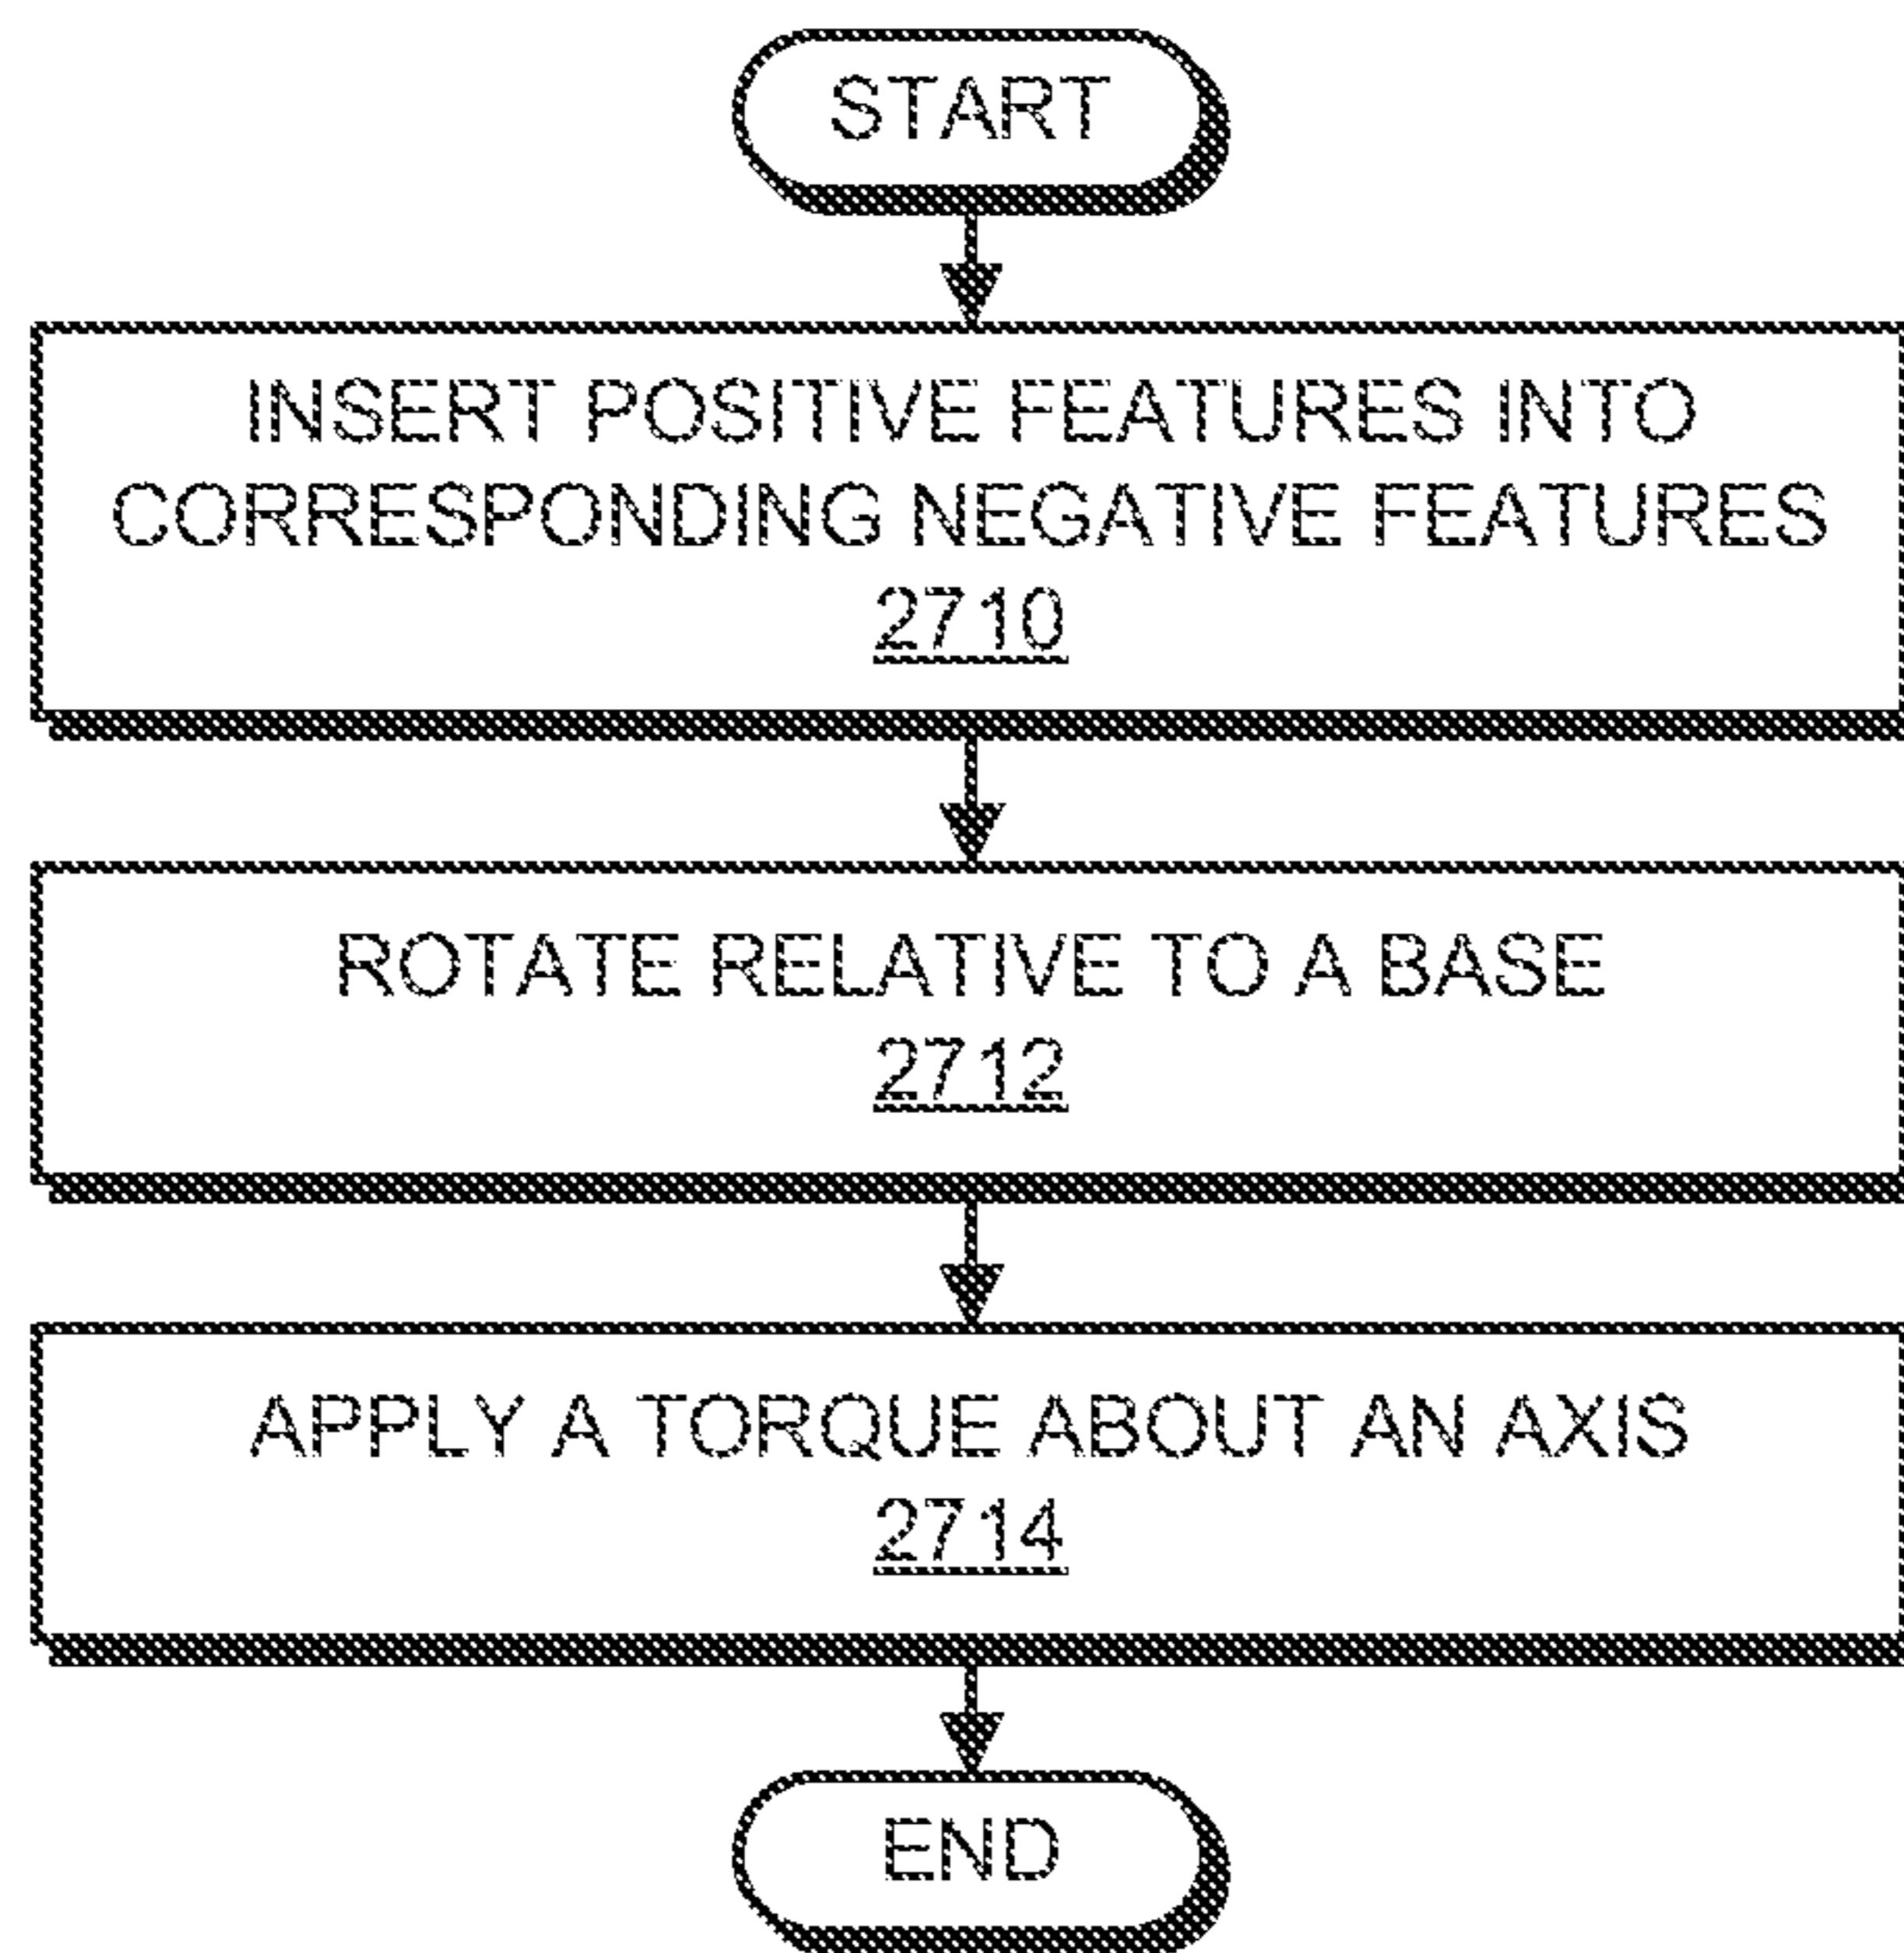 START
INSERT POSITIVE FEATURES INTO
CORRESPONDING NEGATIVE FEATURES
2710
ROTATE RELATIVE TO A BASE
2712
APPLY A TORQUE ABOUT AN AXIS
2714
END